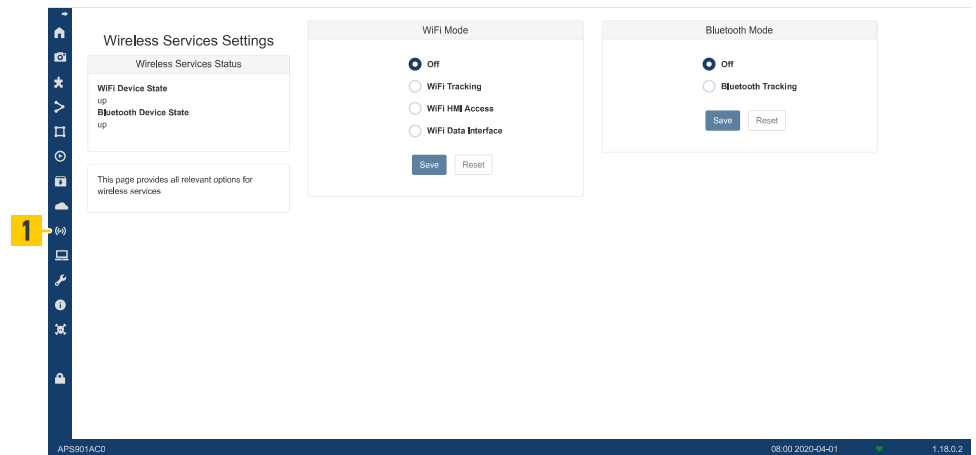 Wireless Services Settings
Wireless Services Status
WiFi Device State
up
Bluetooth Device State
up
This page provides all relevant options for
wireless services
WiFi Mode
Off
WiFi Tracking
WiFi HMI Access
WiFi Data Interface
Save Reset
Bluetooth Mode
Off
Bluetooth Tracking
Save Reset
1
APS901AC0 08:00 2020-04-01 1.18.0.2